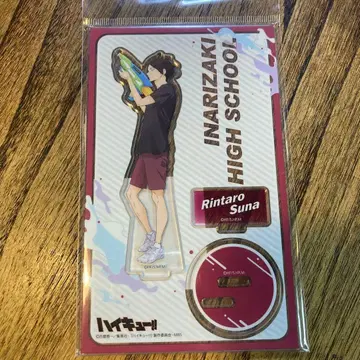 INARIZAKI
HIGH SCHOOL
Rintaro
Suna
ハイキュー!!